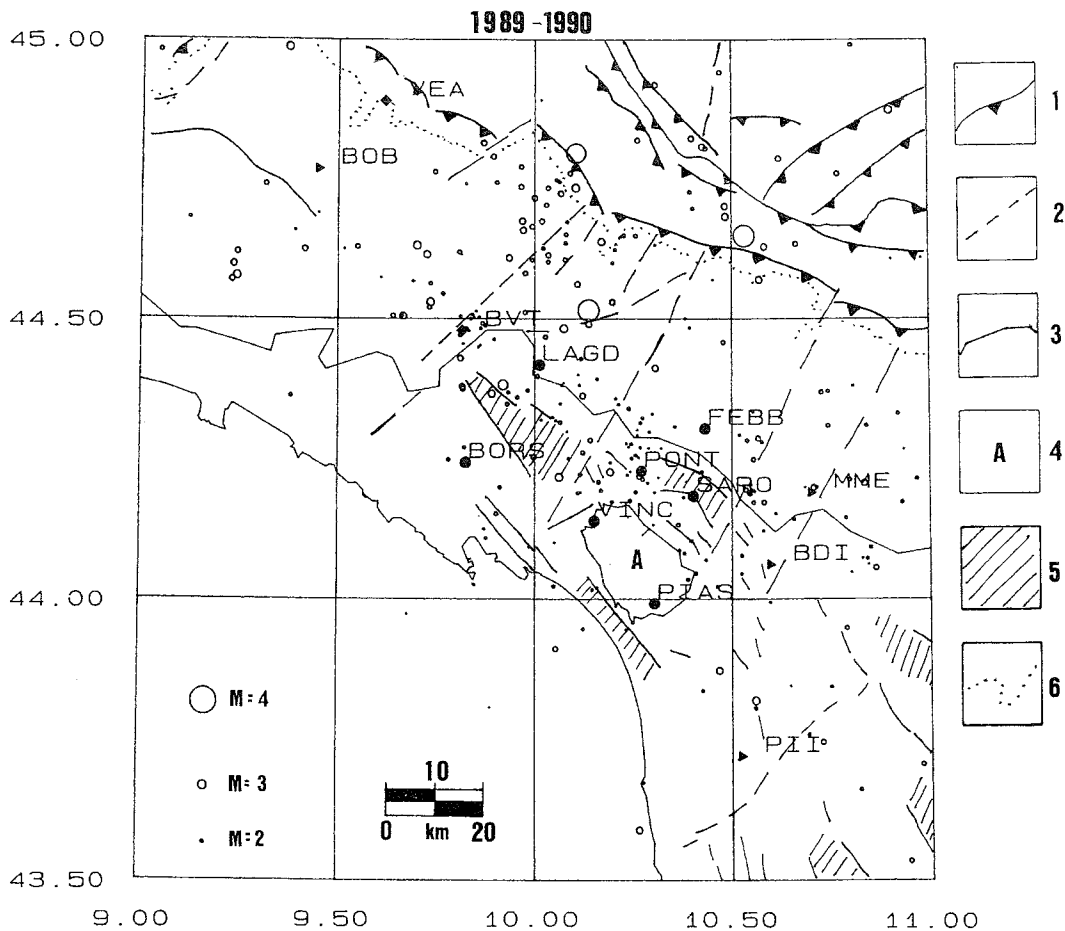 1989-1990
45.00
VEA
BOB
BVT
LAGD
44.50
FEBB
BORS
PONT
SARO
MME
VINC
BDI
A
44.00
PIAS
M=4
PII
M=3
10
M=2
0 km 20
43.50
9.00 9.50 10.00 10.50 11.00
1
2
3
A 4
5
6